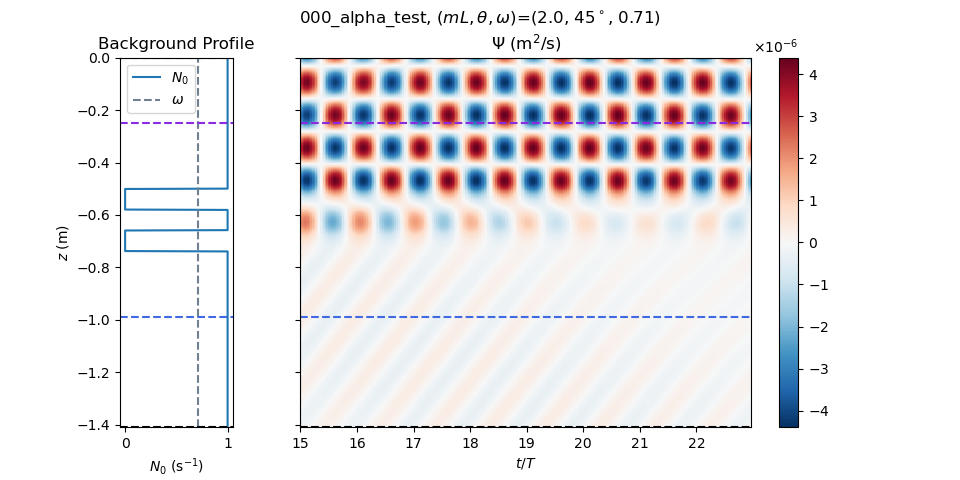 000_alpha_test, (mL, θ, ω)=(2.0, 45°, 0.71)
Background Profile
Ψ (m²/s)
×10⁻⁶
N₀
ω
0.0
−0.2
−0.4
−0.6
−0.8
−1.0
−1.2
−1.4
z (m)
0 1
N₀ (s⁻¹)
15 16 17 18 19 20 21 22
t/T
4
3
2
1
0
−1
−2
−3
−4